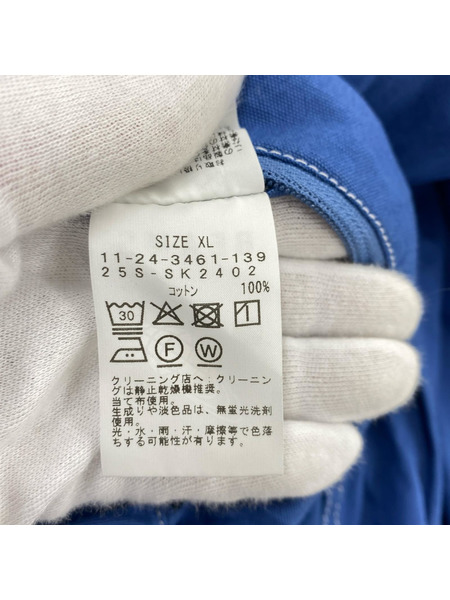 SIZE XL
11-24-3461-139
25S-SK2402
コットン 100%
30
F W
クリーニング店へ:クリーニン
グは静止乾燥機推奨。
当て布使用。
生成りや淡色品は、無蛍光洗剤
使用。
光・水・雨・汗・摩擦等で色落
ちする可能性が有ります。